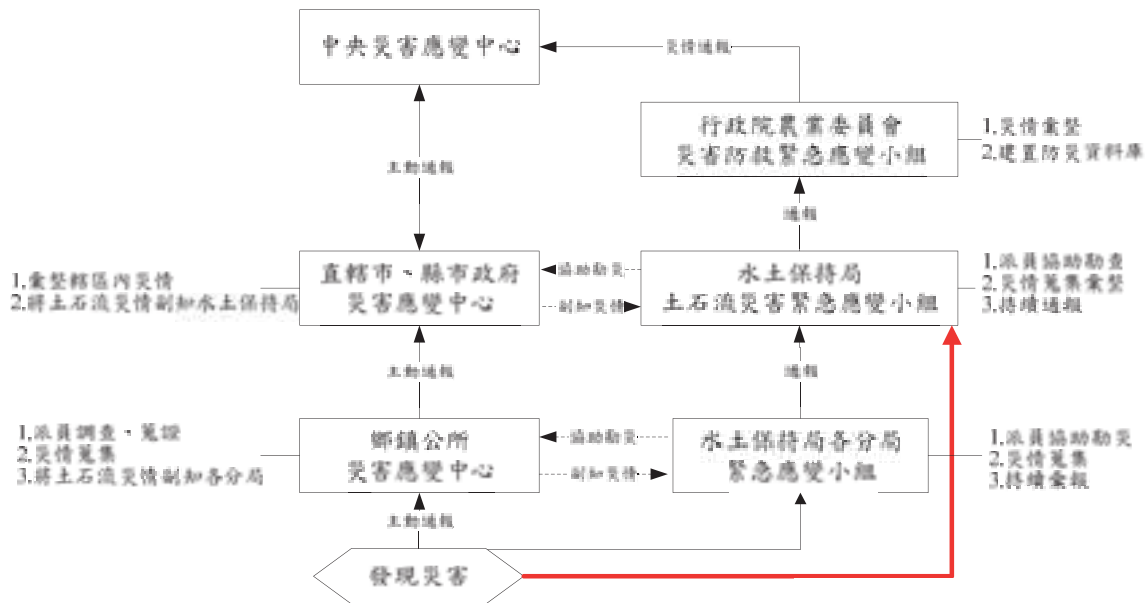 中央災害應變中心
災情通報
行政院農業委員會
災害防救緊急應變小組
1.災情彙整
2.建置防災資料庫
主動通報
通報
1.彙整轄區內災情
2.將土石流災情副知水土保持局
直轄市、縣市政府
災害應變中心
協助勘災
副知災情
水土保持局
土石流災害緊急應變小組
1.派員協助勘查
2.災情蒐集彙整
3.持續通報
主動通報
通報
1.派員調查、蒐證
2.災情蒐集
3.將土石流災情副知各分局
鄉鎮公所
災害應變中心
協助勘災
副知災情
水土保持局各分局
緊急應變小組
1.派員協助勘災
2.災情蒐集
3.持續彙報
主動通報
發現災害